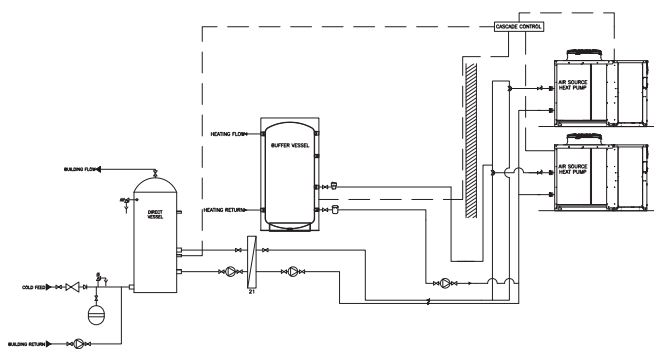 CASCADE CONTROL
AIR SOURCE
HEAT PUMP
HEATING FLOW
BUFFER VESSEL
AIR SOURCE
HEAT PUMP
BUILDING FLOW
DIRECT
VESSEL
HEATING RETURN
COLD FEED
21
BUILDING RETURN